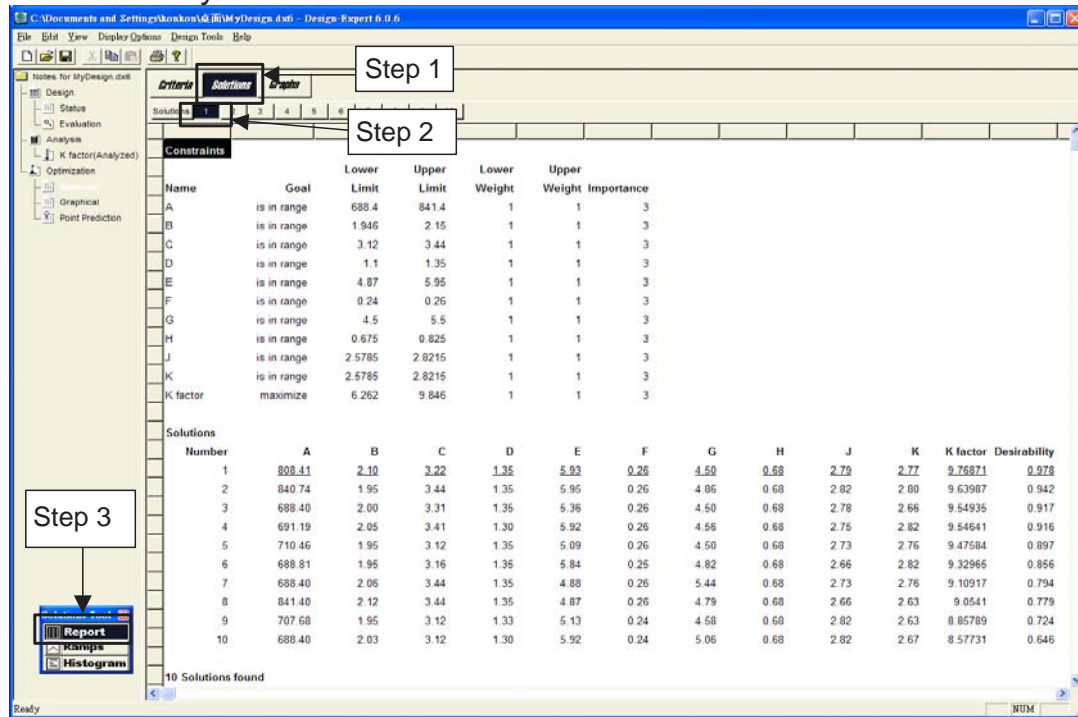 C:\Documents and Settings\konkon\桌面\MyDesign.dx6 - Design-Expert 6.0.6
File Edit View Display Options Design Tools Help
Notes for MyDesign.dx6
Design
Status
Evaluation
Analysis
K factor(Analyzed)
Optimization
Graphical
Point Prediction
Criteria Solutions Graphs
Step 1
Solutions 1 2 3 4 5 6
Step 2
Constraints
Lower Upper Lower Upper
Name Goal Limit Limit Weight Weight Importance
A is in range 688.4 841.4 1 1 3
B is in range 1.946 2.15 1 1 3
C is in range 3.12 3.44 1 1 3
D is in range 1.1 1.35 1 1 3
E is in range 4.87 5.95 1 1 3
F is in range 0.24 0.26 1 1 3
G is in range 4.5 5.5 1 1 3
H is in range 0.675 0.825 1 1 3
J is in range 2.5785 2.8215 1 1 3
K is in range 2.5785 2.8215 1 1 3
K factor maximize 6.262 9.846 1 1 3
Solutions
Number A B C D E F G H J K K factor Desirability
1 808.41 2.10 3.22 1.35 5.93 0.26 4.50 0.68 2.79 2.77 9.76871 0.978
2 840.74 1.95 3.44 1.35 5.95 0.26 4.86 0.68 2.82 2.80 9.63987 0.942
3 688.40 2.00 3.31 1.35 5.36 0.26 4.50 0.68 2.78 2.66 9.54935 0.917
4 691.19 2.05 3.41 1.30 5.92 0.26 4.56 0.68 2.75 2.82 9.54641 0.916
5 710.46 1.95 3.12 1.35 5.09 0.26 4.50 0.68 2.73 2.76 9.47584 0.897
6 688.81 1.95 3.16 1.35 5.84 0.25 4.82 0.68 2.66 2.82 9.32965 0.856
7 688.40 2.06 3.44 1.35 4.88 0.26 5.44 0.68 2.73 2.76 9.10917 0.794
8 841.40 2.12 3.44 1.35 4.87 0.26 4.79 0.68 2.66 2.63 9.0541 0.779
9 707.68 1.95 3.12 1.33 5.13 0.24 4.58 0.68 2.82 2.63 8.85789 0.724
10 688.40 2.03 3.12 1.30 5.92 0.24 5.06 0.68 2.82 2.67 8.57731 0.646
10 Solutions found
Step 3
Solutions Tool
Report
Ramps
Histogram
Ready NUM